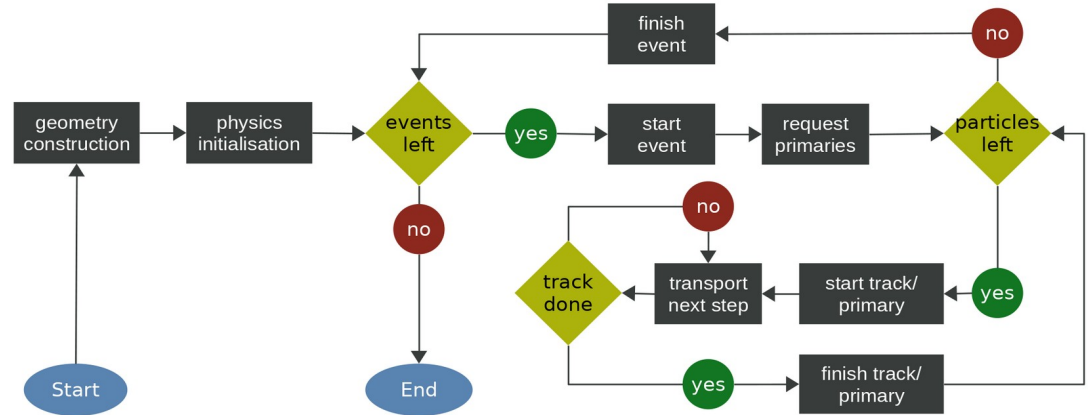 finish
event
no
geometry
construction
physics
initialisation
events
left
yes
start
event
request
primaries
particles
left
no
no
track
done
transport
next step
start track/
primary
yes
Start
End
yes
finish track/
primary